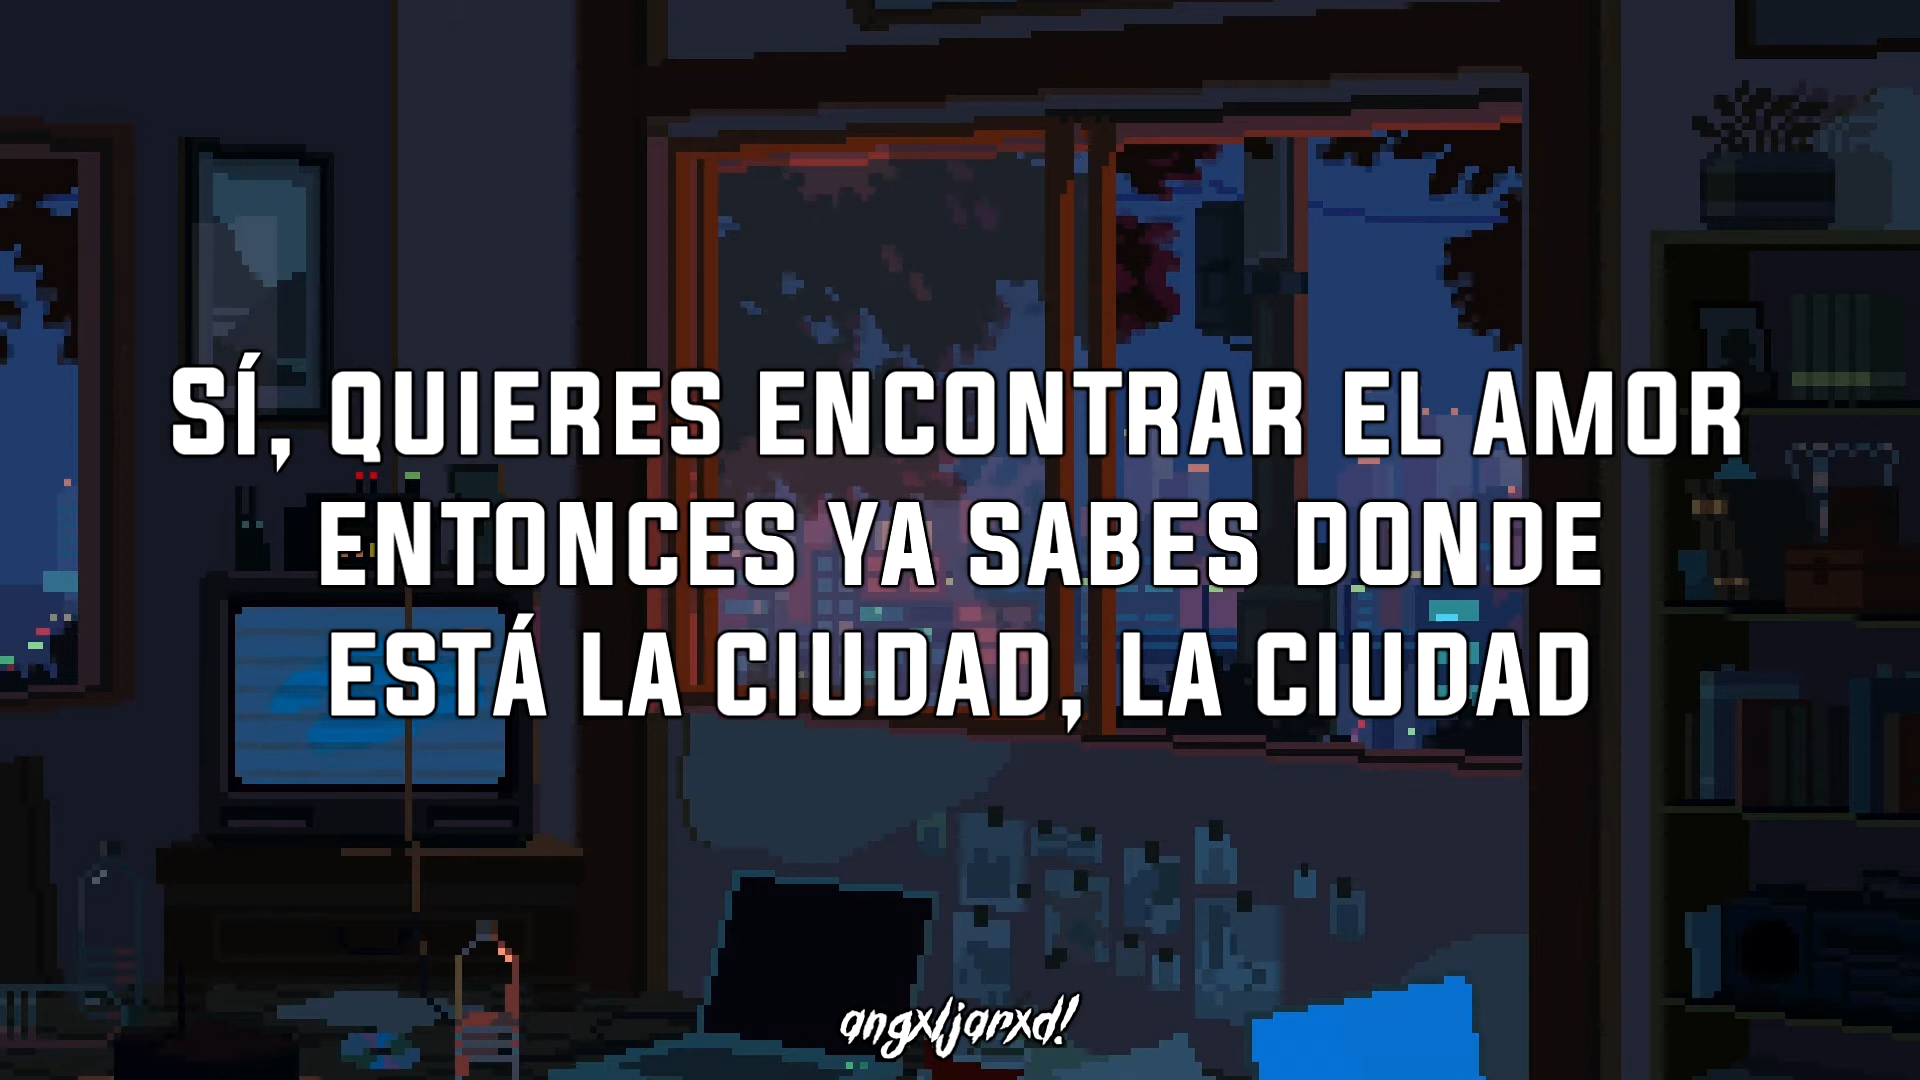 SÍ, QUIERES ENCONTRAR EL AMOR
ENTONCES YA SABES DONDE
ESTÁ LA CIUDAD, LA CIUDAD
angxljarxd!